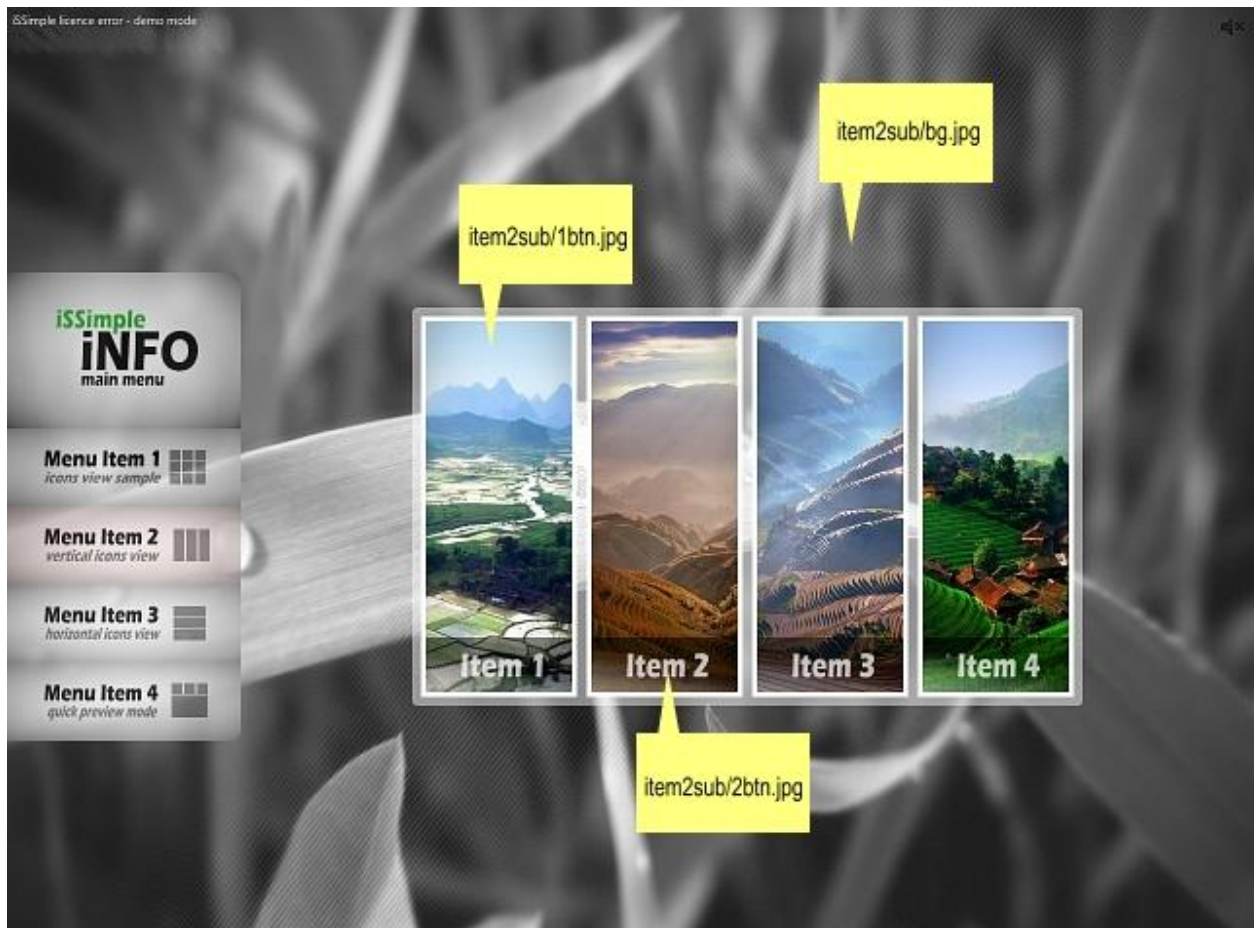 iSSimple licence error - demo mode
item2sub/bg.jpg
item2sub/1btn.jpg
iSSimple
iNFO
main menu
Menu Item 1
icons view sample
Menu Item 2
vertical icons view
Menu Item 3
horizontal icons view
Menu Item 4
quick preview mode
Item 1
Item 2
Item 3
Item 4
item2sub/2btn.jpg